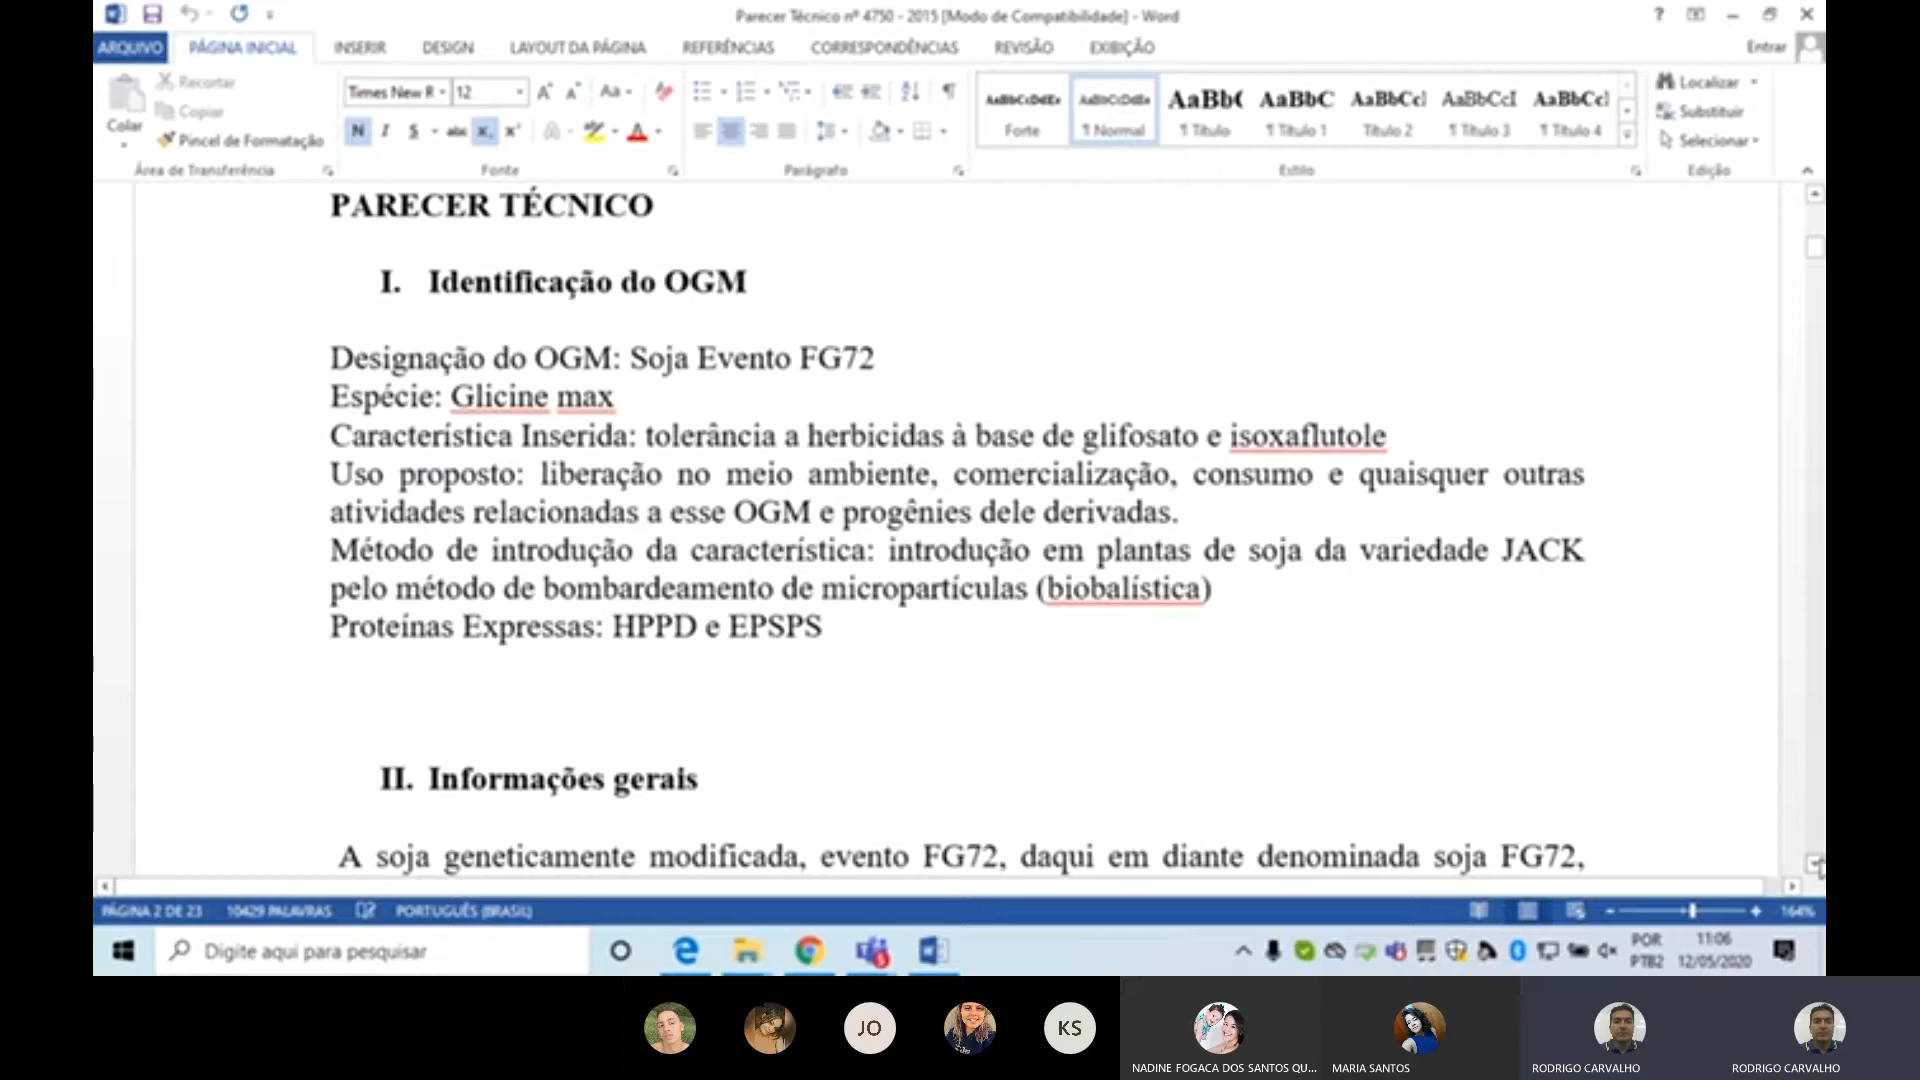 Parecer Técnico nº 4750 - 2015 [Modo de Compatibilidade] - Word
ARQUIVO PÁGINA INICIAL INSERIR DESIGN LAYOUT DA PÁGINA REFERÊNCIAS CORRESPONDÊNCIAS REVISÃO EXIBIÇÃO Entrar
Colar
Recortar
Copiar
Pincel de Formatação
Área de Transferência
Times New R 12
N I S abc X, X²
Fonte
Parágrafo
AaBbCcDdEe AaBbCcDdEe AaBb( AaBbC AaBbCcl AaBbCcI AaBbCcl
Forte ¶ Normal ¶ Título ¶ Título 1 Título 2 ¶ Título 3 ¶ Título 4
Estilo
Localizar
Substituir
Selecionar
Edição
PARECER TÉCNICO
I. Identificação do OGM
Designação do OGM: Soja Evento FG72
Espécie: Glicine max
Característica Inserida: tolerância a herbicidas à base de glifosato e isoxaflutole
Uso proposto: liberação no meio ambiente, comercialização, consumo e quaisquer outras
atividades relacionadas a esse OGM e progênies dele derivadas.
Método de introdução da característica: introdução em plantas de soja da variedade JACK
pelo método de bombardeamento de micropartículas (biobalística)
Proteínas Expressas: HPPD e EPSPS
II. Informações gerais
A soja geneticamente modificada, evento FG72, daqui em diante denominada soja FG72,
PÁGINA 2 DE 23 10429 PALAVRAS PORTUGUÊS (BRASIL) 164%
Digite aqui para pesquisar
POR
PTB2
11:06
12/05/2020
JO
KS
NADINE FOGACA DOS SANTOS QU...
MARIA SANTOS
RODRIGO CARVALHO
RODRIGO CARVALHO